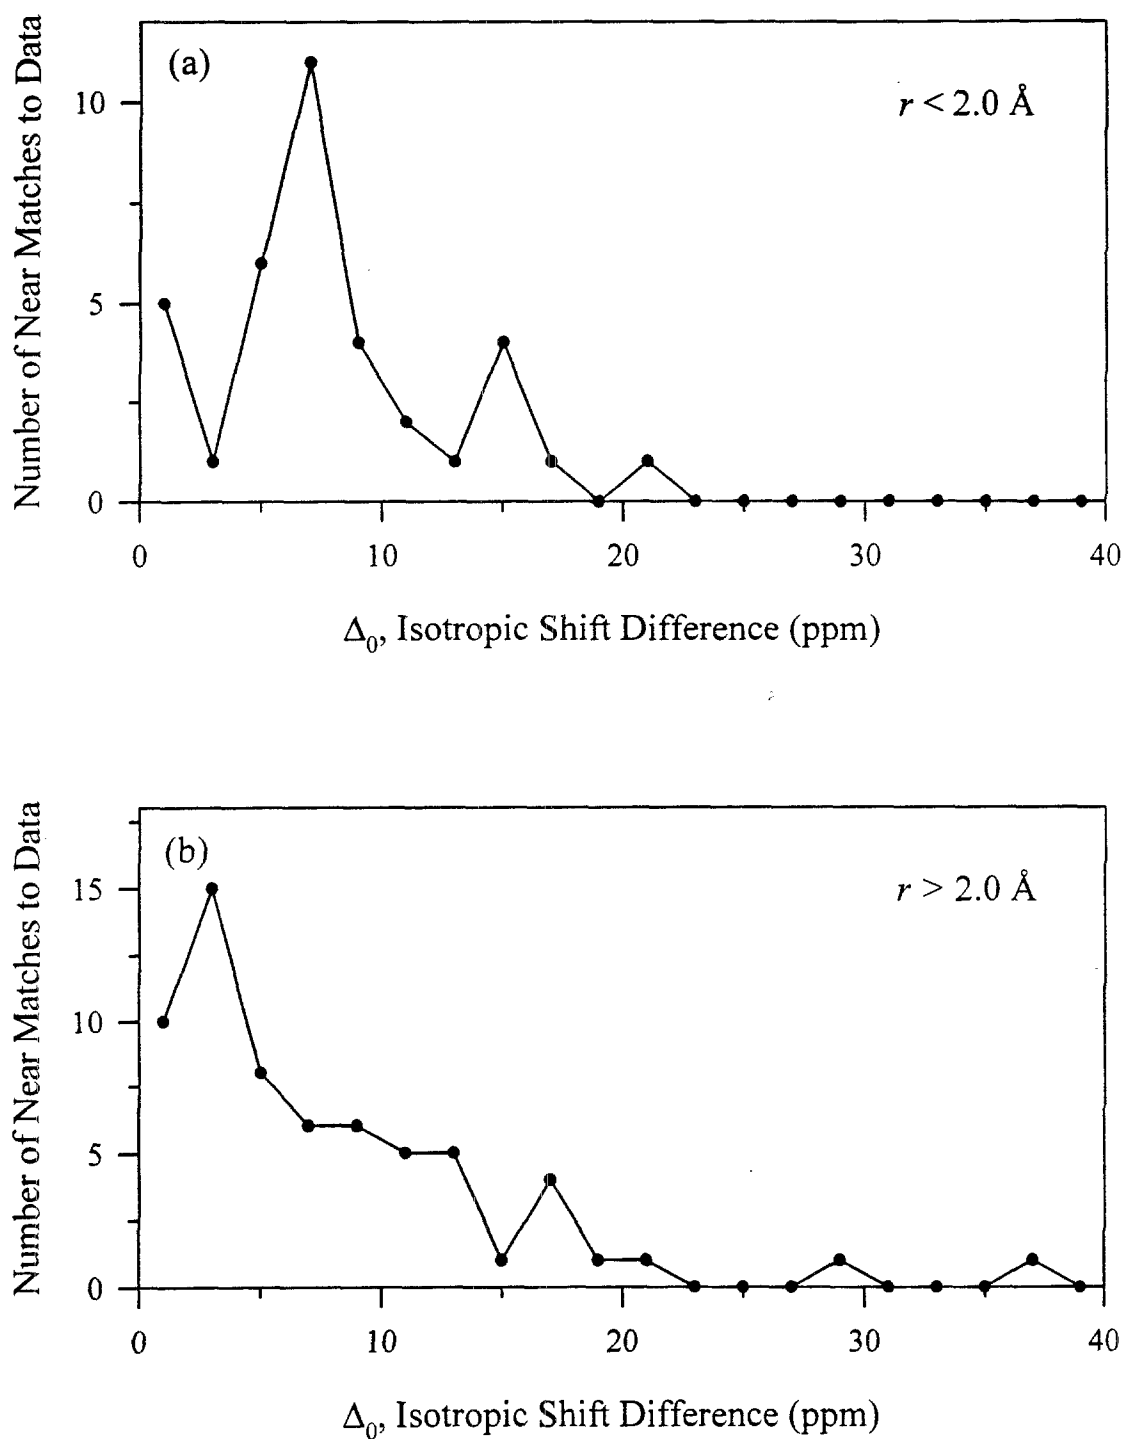 Number of Near Matches to Data
(a)
r < 2.0 Å
10
5
0
0 10 20 30 40
Δ₀, Isotropic Shift Difference (ppm)
Number of Near Matches to Data
(b)
r > 2.0 Å
15
10
5
0
0 10 20 30 40
Δ₀, Isotropic Shift Difference (ppm)